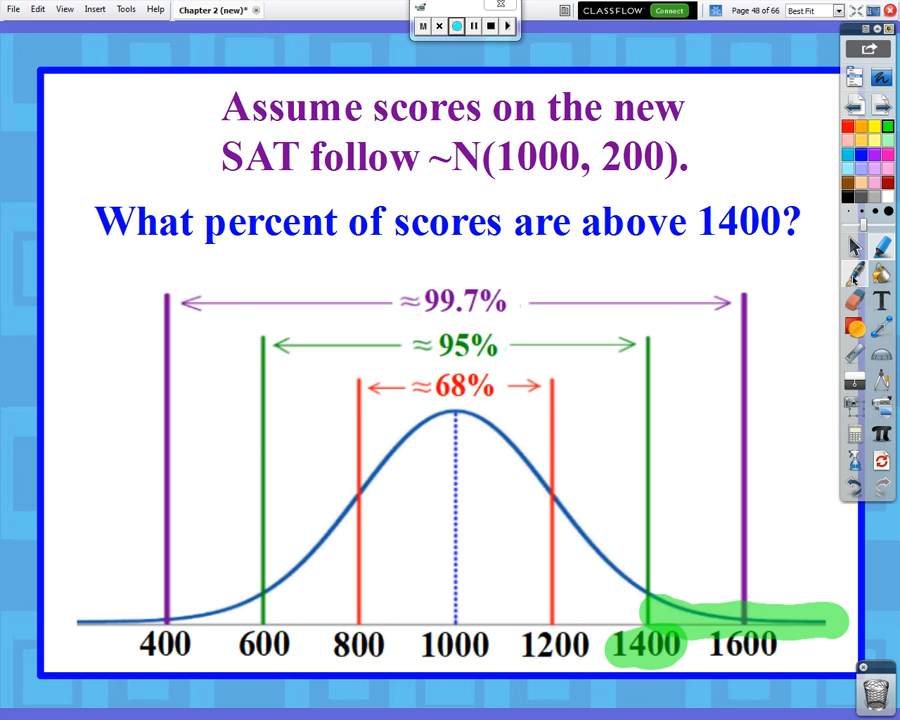 File Edit View Insert Tools Help Chapter 2 (new)* CLASSFLOW Connect Page 48 of 66 Best Fit
M
Assume scores on the new
SAT follow ~N(1000, 200).
What percent of scores are above 1400?
≈99.7%
≈95%
≈68%
400 600 800 1000 1200 1400 1600
T
π